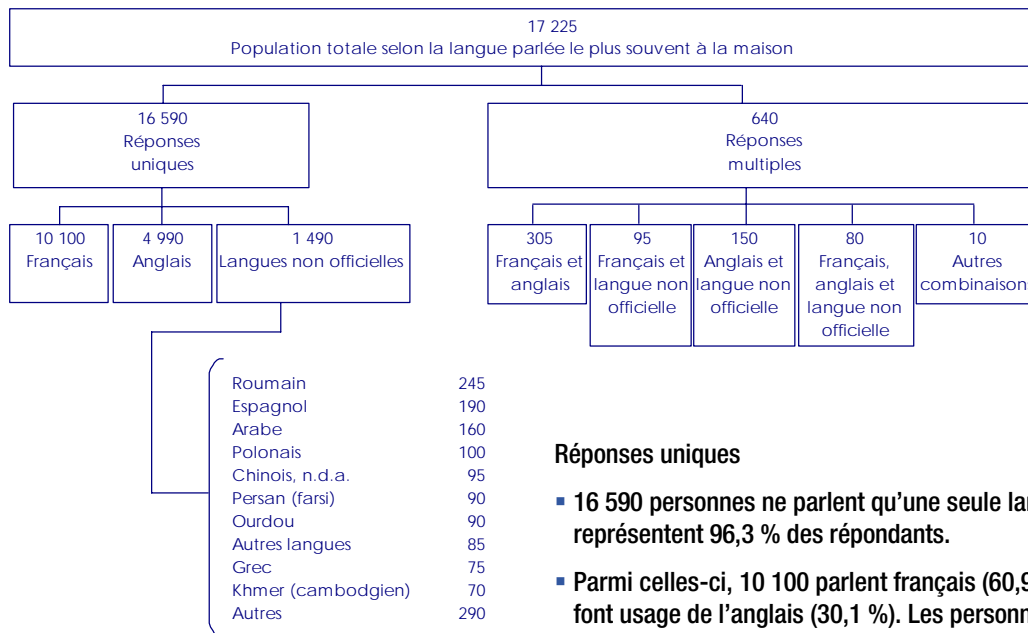 17 225
Population totale selon la langue parlée le plus souvent à la maison
16 590
Réponses
uniques
640
Réponses
multiples
10 100
Français
4 990
Anglais
1 490
Langues non officielles
305
Français et
anglais
95
Français et
langue non
officielle
150
Anglais et
langue non
officielle
80
Français,
anglais et
langue non
officielle
10
Autres
combinaisons
Roumain 245
Espagnol 190
Arabe 160
Polonais 100
Chinois, n.d.a. 95
Persan (farsi) 90
Ourdou 90
Autres langues 85
Grec 75
Khmer (cambodgien) 70
Autres 290
Réponses uniques
▪ 16 590 personnes ne parlent qu’une seule
représentent 96,3 % des répondants.
▪ Parmi celles-ci, 10 100 parlent français (60,9
font usage de l’anglais (30,1 %). Les